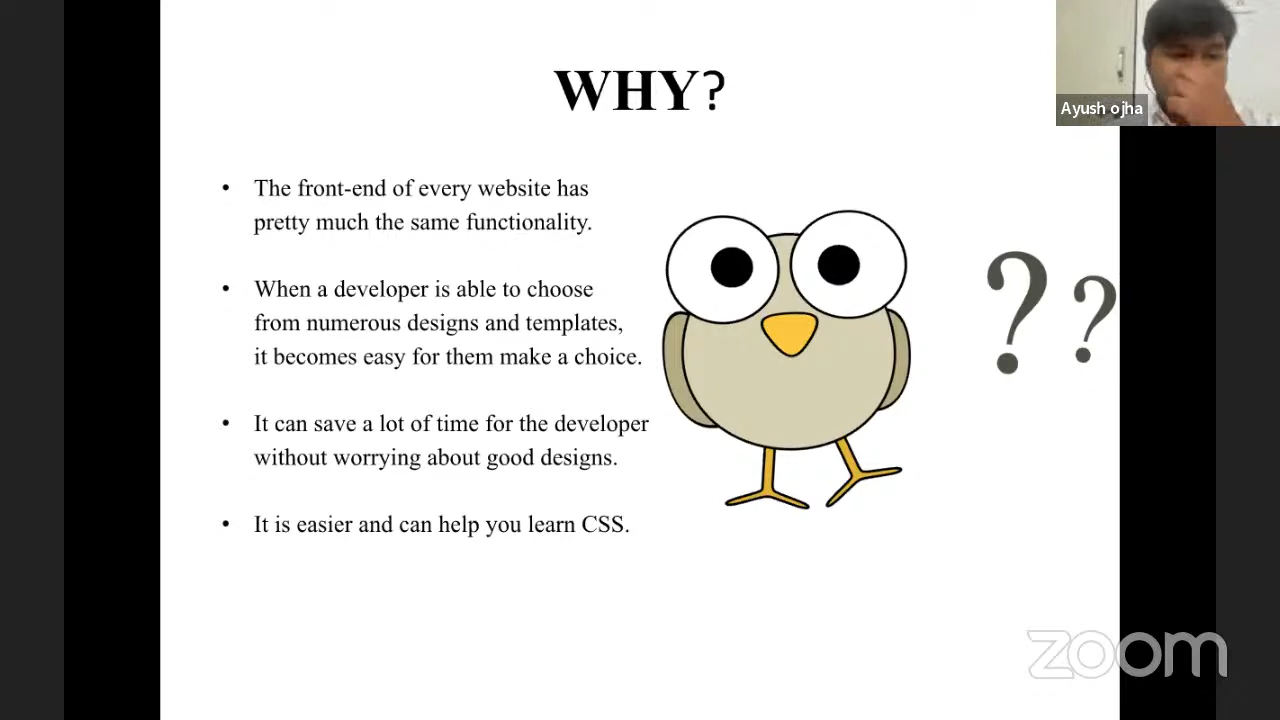 WHY?
Ayush ojha
• The front-end of every website has
pretty much the same functionality.
• When a developer is able to choose
from numerous designs and templates,
it becomes easy for them make a choice.
• It can save a lot of time for the developer
without worrying about good designs.
• It is easier and can help you learn CSS.
? ?
zoom